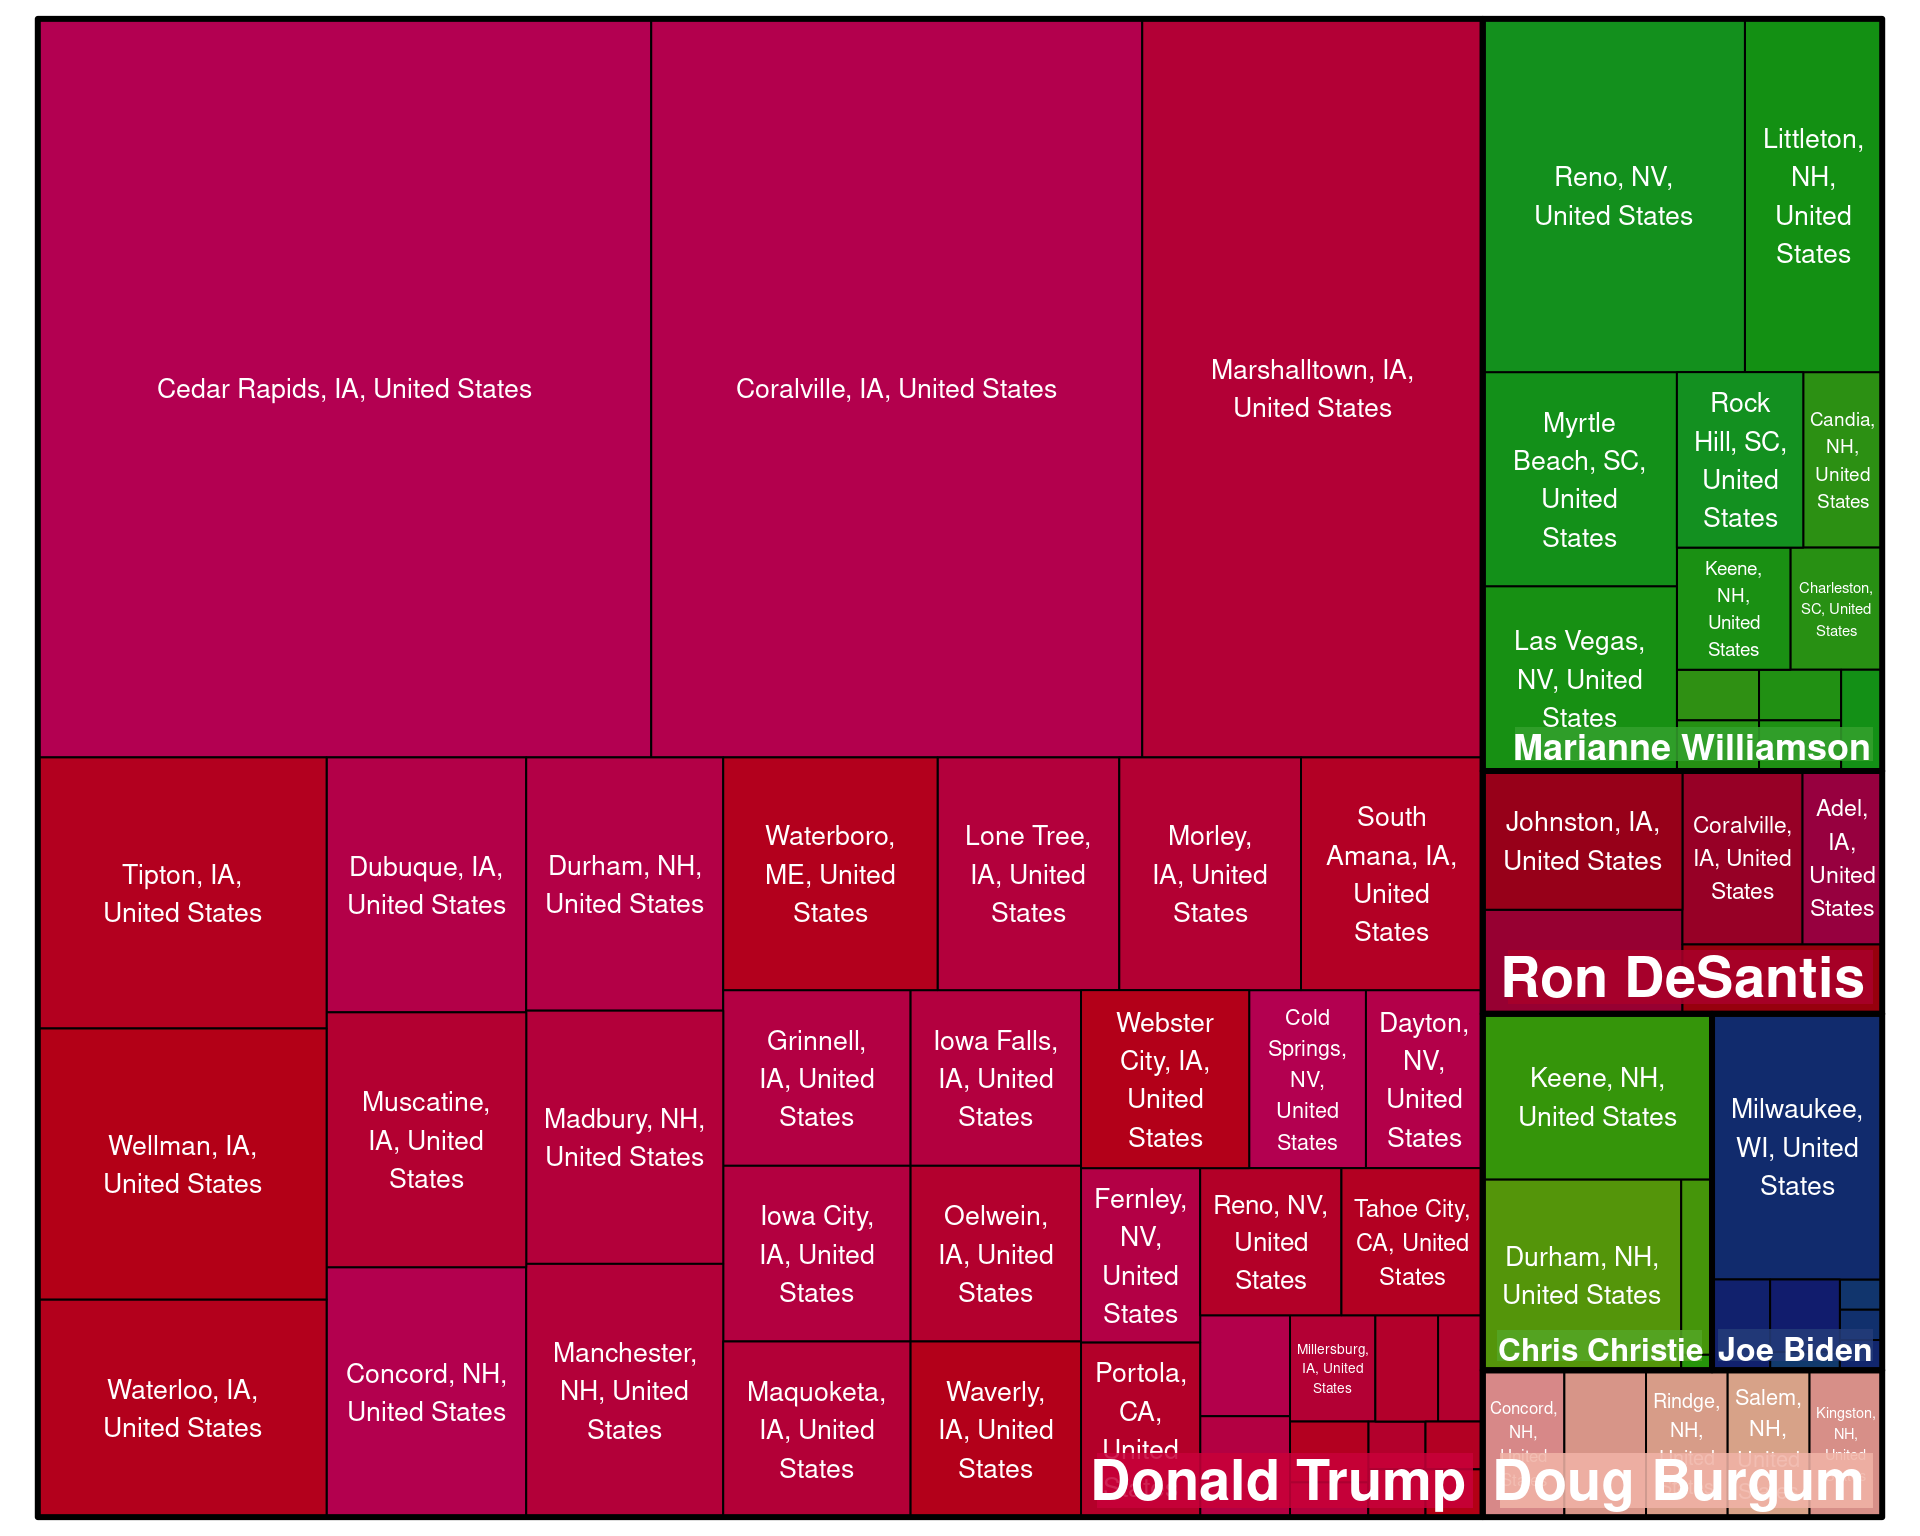 Cedar Rapids, IA, United States
Coralville, IA, United States
Marshalltown, IA,
United States
Tipton, IA,
United States
Wellman, IA,
United States
Waterloo, IA,
United States
Dubuque, IA,
United States
Muscatine,
IA, United
States
Concord, NH,
United States
Durham, NH,
United States
Madbury, NH,
United States
Manchester,
NH, United
States
Waterboro,
ME, United
States
Lone Tree,
IA, United
States
Morley,
IA, United
States
South
Amana, IA,
United
States
Grinnell,
IA, United
States
Iowa Falls,
IA, United
States
Iowa City,
IA, United
States
Oelwein,
IA, United
States
Maquoketa,
IA, United
States
Waverly,
IA, United
States
Webster
City, IA,
United
States
Cold
Springs,
NV,
United
States
Dayton,
NV,
United
States
Fernley,
NV,
United
States
Reno, NV,
United
States
Tahoe City,
CA, United
States
Portola,
CA,
United
Millersburg,
IA, United
States
Donald Trump
Reno, NV,
United States
Littleton,
NH,
United
States
Myrtle
Beach, SC,
United
States
Rock
Hill, SC,
United
States
Candia,
NH,
United
States
Keene,
NH,
United
States
Charleston,
SC, United
States
Las Vegas,
NV, United
States
Marianne Williamson
Johnston, IA,
United States
Coralville,
IA, United
States
Adel,
IA,
United
States
Ron DeSantis
Keene, NH,
United States
Durham, NH,
United States
Chris Christie
Milwaukee,
WI, United
States
Joe Biden
Concord,
NH,
United
Rindge,
NH,
United
Salem,
NH,
United
Kingston,
NH,
United
Doug Burgum